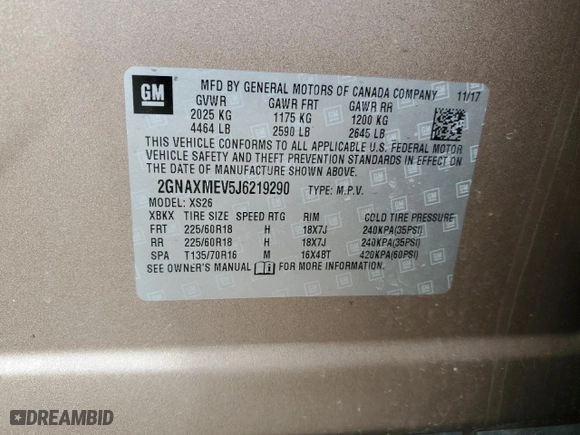 GM MFD BY GENERAL MOTORS OF CANADA COMPANY 11/17
GVWR GAWR FRT GAWR RR
2025 KG 1175 KG 1200 KG
4464 LB 2590 LB 2645 LB
THIS VEHICLE CONFORMS TO ALL APPLICABLE U.S. FEDERAL MOTOR
VEHICLE SAFETY AND THEFT PREVENTION STANDARDS IN EFFECT ON
THE DATE OF MANUFACTURE SHOWN ABOVE.
2GNAXMEV5J6219290 TYPE: M.P.V.
MODEL: XS26
XBKX TIRE SIZE SPEED RTG RIM COLD TIRE PRESSURE
FRT 225/60R18 H 18X7J 240KPA(35PSI)
RR 225/60R18 H 18X7J 240KPA(35PSI)
SPA T135/70R16 M 16X4BT 420KPA(60PSI)
SEE OWNER'S MANUAL FOR MORE INFORMATION.
DREAMBID